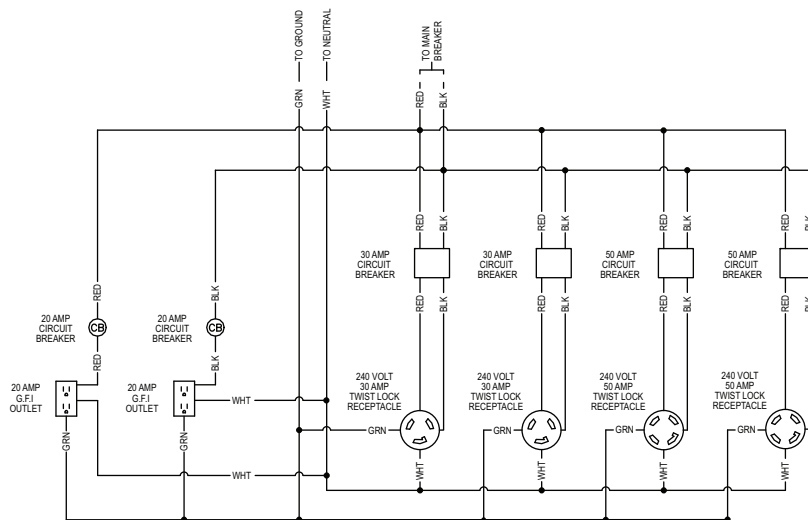 TO GROUND
TO NEUTRAL
TO MAIN
BREAKER
GRN
WHT
RED
BLK
RED
BLK
RED
BLK
RED
BLK
RED
BLK
30 AMP
CIRCUIT
BREAKER
30 AMP
CIRCUIT
BREAKER
50 AMP
CIRCUIT
BREAKER
50 AMP
CIRCUIT
BREAKER
RED
BLK
RED
BLK
RED
BLK
RED
BLK
RED
BLK
20 AMP
CIRCUIT
BREAKER
CB
20 AMP
CIRCUIT
BREAKER
CB
RED
BLK
20 AMP
G.F.I
OUTLET
20 AMP
G.F.I
OUTLET
WHT
240 VOLT
30 AMP
TWIST LOCK
RECEPTACLE
240 VOLT
30 AMP
TWIST LOCK
RECEPTACLE
240 VOLT
50 AMP
TWIST LOCK
RECEPTACLE
240 VOLT
50 AMP
TWIST LOCK
RECEPTACLE
GRN
GRN
GRN
GRN
GRN
GRN
WHT
WHT
WHT
WHT
WHT